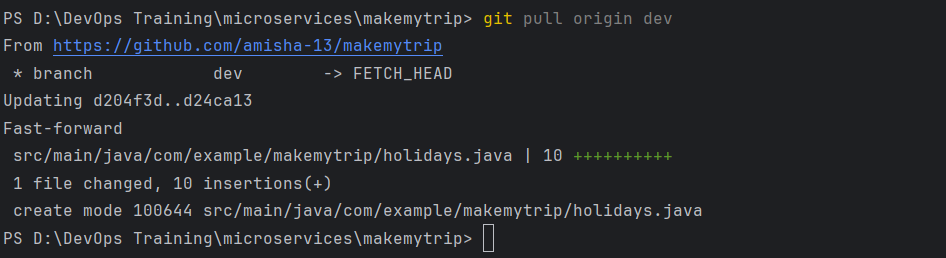 PS D:\DevOps Training\microservices\makemytrip> git pull origin dev
From https://github.com/amisha-13/makemytrip
 * branch            dev        -> FETCH_HEAD
Updating d204f3d..d24ca13
Fast-forward
 src/main/java/com/example/makemytrip/holidays.java | 10 ++++++++++
 1 file changed, 10 insertions(+)
 create mode 100644 src/main/java/com/example/makemytrip/holidays.java
PS D:\DevOps Training\microservices\makemytrip>